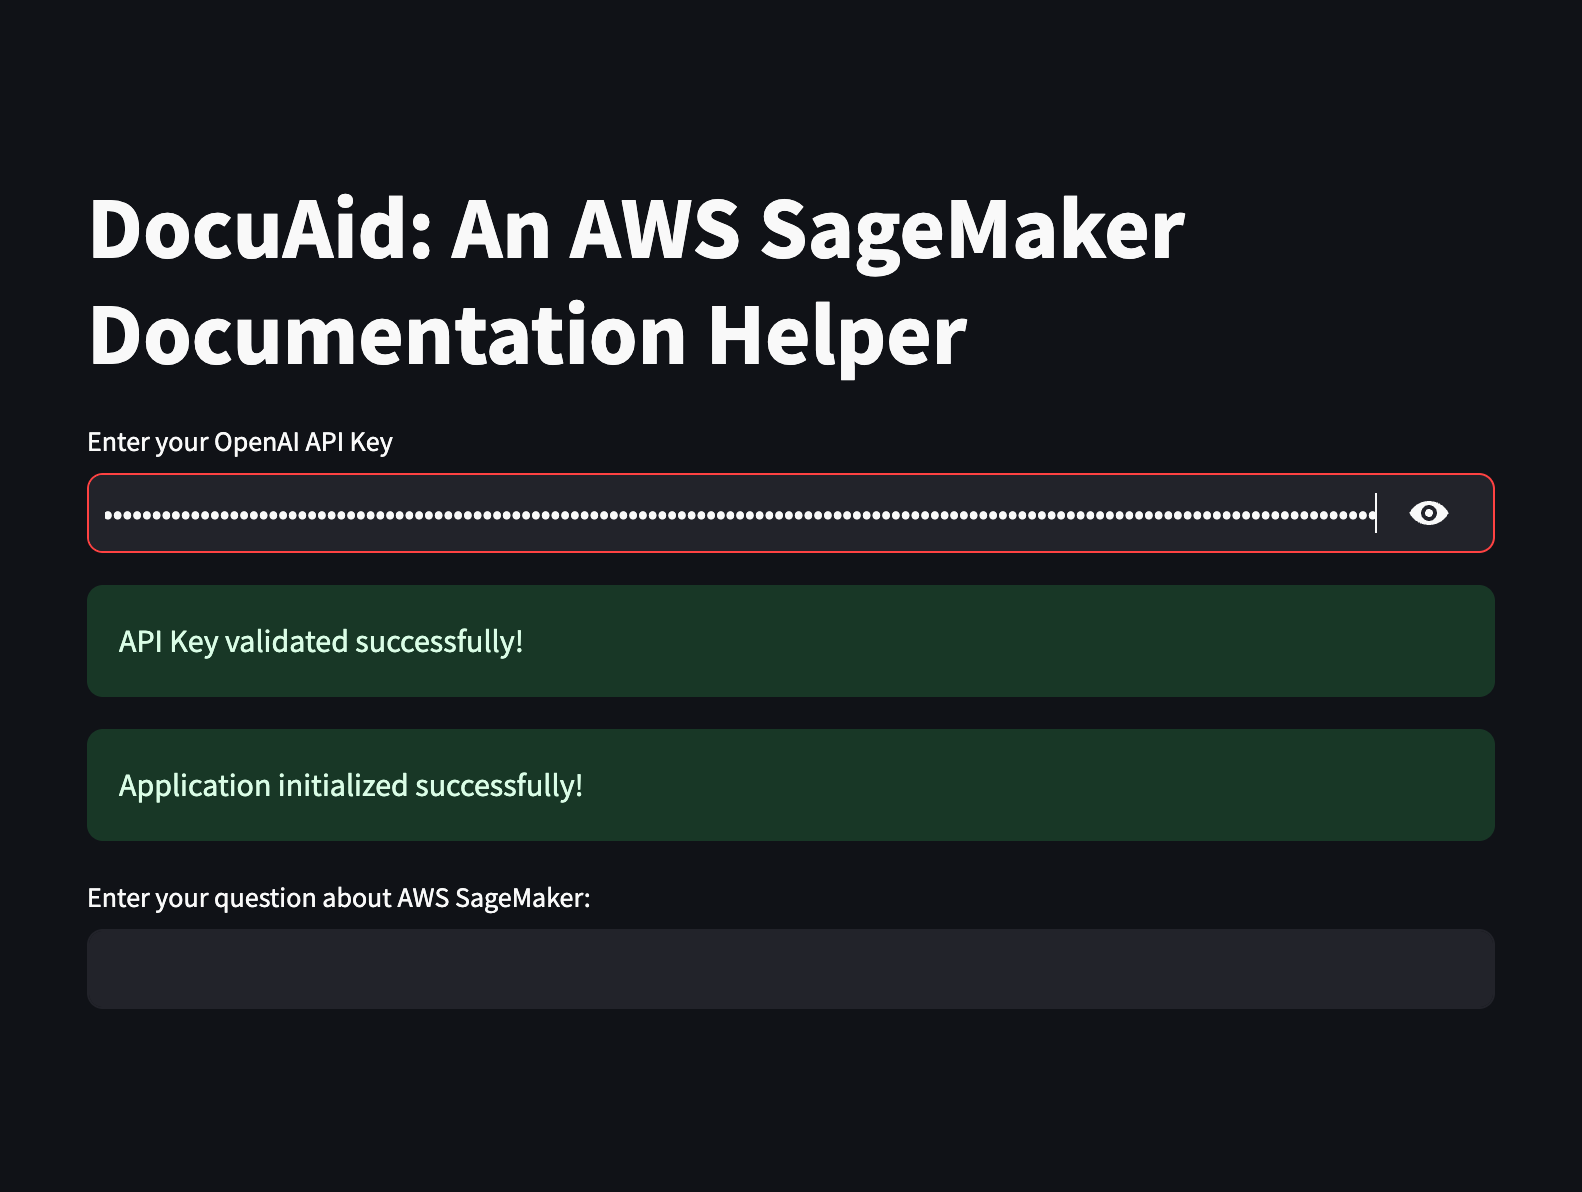 DocuAid: An AWS SageMaker
Documentation Helper
Enter your OpenAI API Key
API Key validated successfully!
Application initialized successfully!
Enter your question about AWS SageMaker: